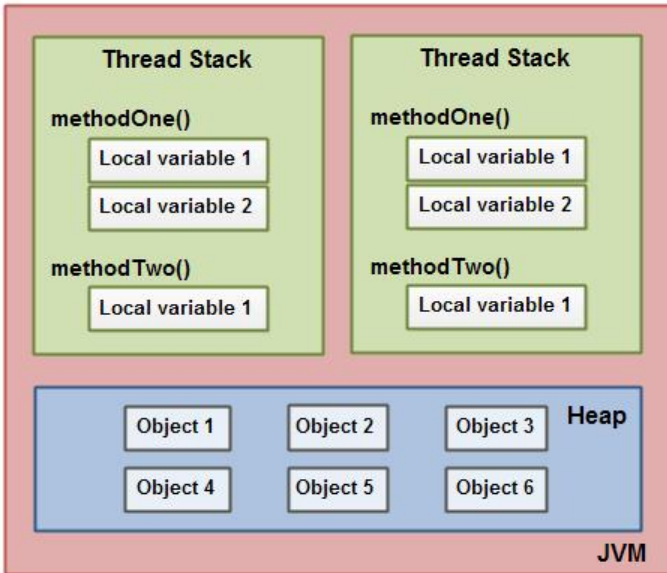 Thread Stack
methodOne()
Local variable 1
Local variable 2
methodTwo()
Local variable 1
Thread Stack
methodOne()
Local variable 1
Local variable 2
methodTwo()
Local variable 1
Heap
Object 1
Object 2
Object 3
Object 4
Object 5
Object 6
JVM